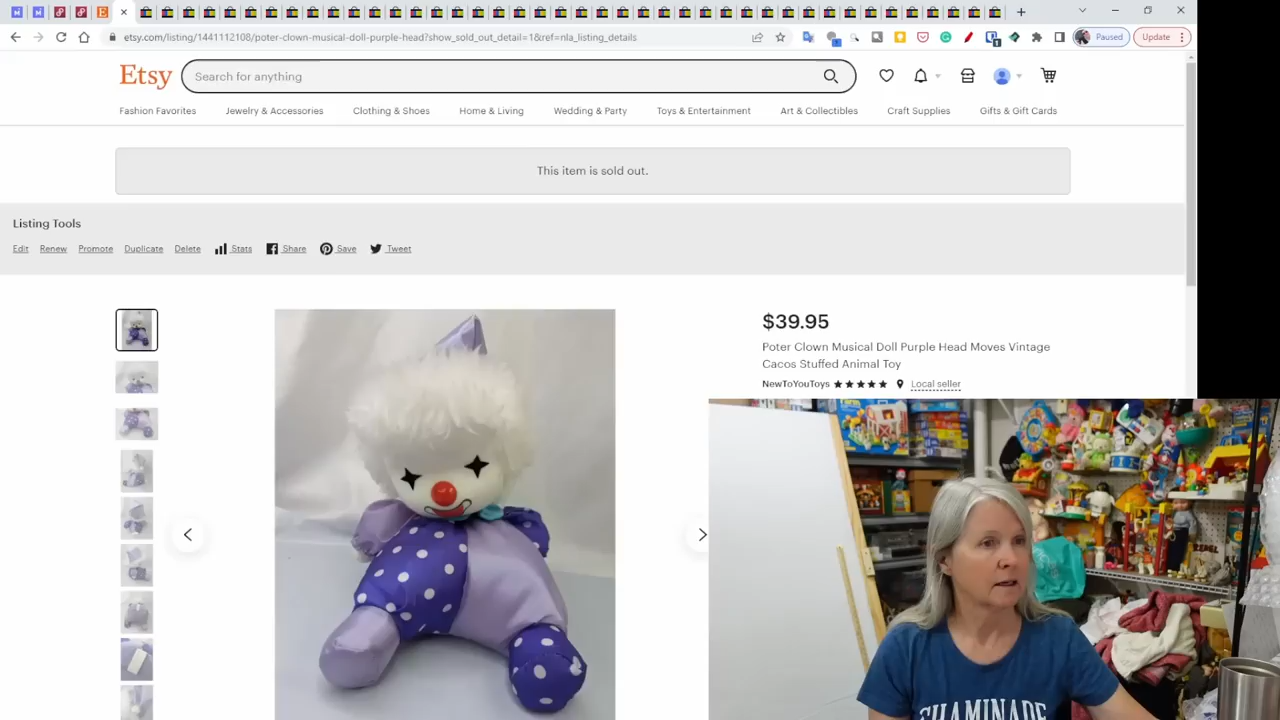 etsy.com/listing/1441112108/poter-clown-musical-doll-purple-head?show_sold_out_detail=1&ref=nla_listing_details
Paused
Update
Etsy
Search for anything
Fashion Favorites
Jewelry & Accessories
Clothing & Shoes
Home & Living
Wedding & Party
Toys & Entertainment
Art & Collectibles
Craft Supplies
Gifts & Gift Cards
This item is sold out.
Listing Tools
Edit
Renew
Promote
Duplicate
Delete
Stats
Share
Save
Tweet
$39.95
Poter Clown Musical Doll Purple Head Moves Vintage
Cacos Stuffed Animal Toy
NewToYouToys
Local seller
CHAMINADE